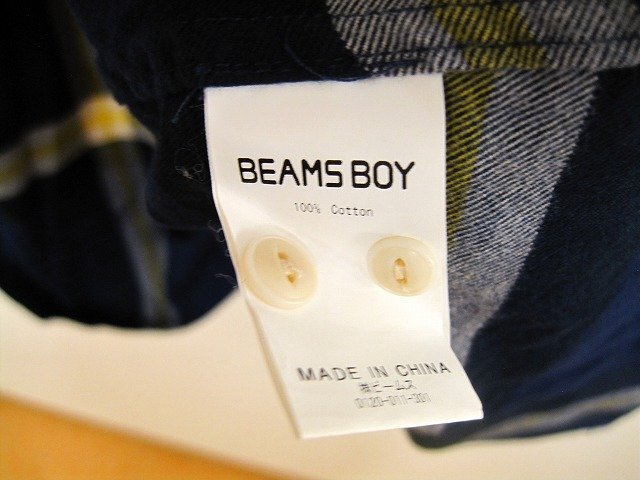 BEAMS BOY
100% Cotton
MADE IN CHINA
㈱ビームス
0120-011-301